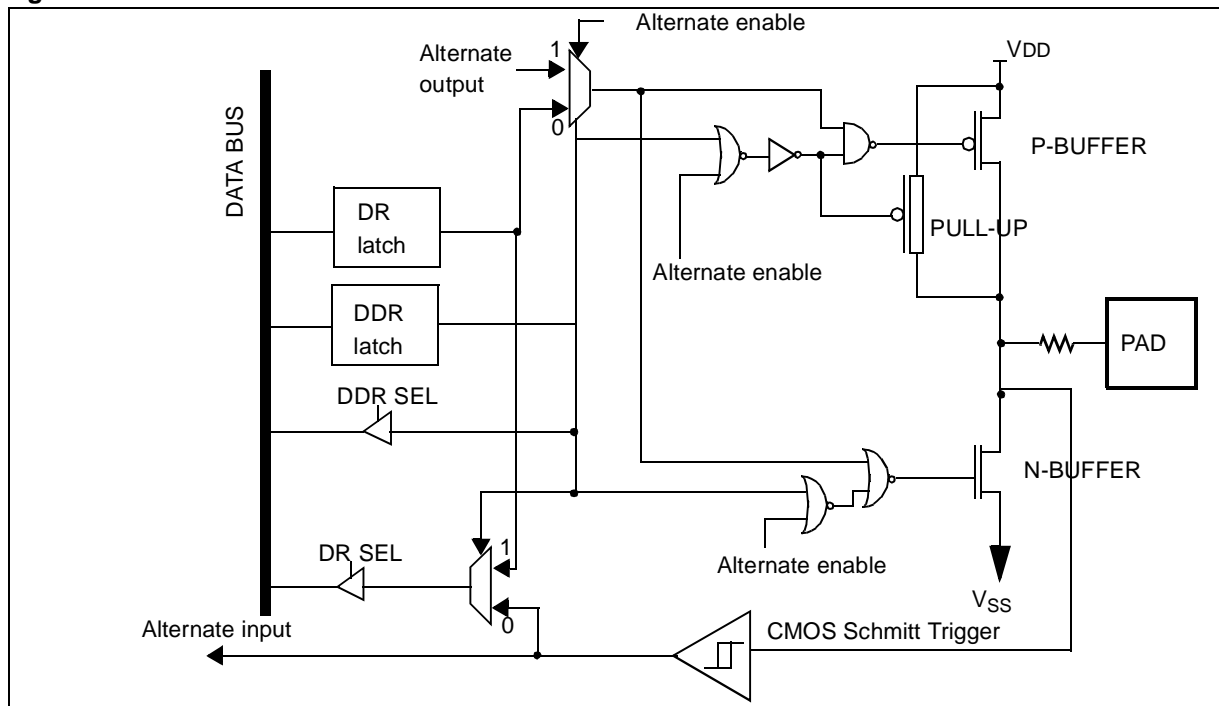 Alternate enable
1
Alternate
output
0
VDD
P-BUFFER
DATA BUS
DR
latch
PULL-UP
Alternate enable
DDR
latch
PAD
DDR SEL
N-BUFFER
DR SEL
1
0
Alternate enable
VSS
Alternate input
CMOS Schmitt Trigger